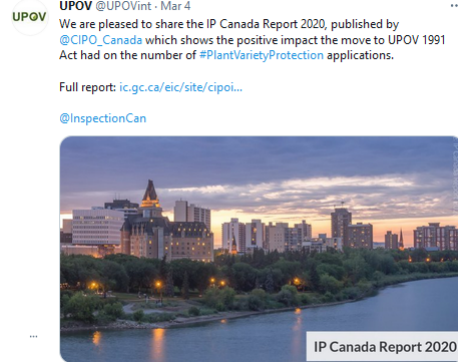 UPOV
UPOV @UPOVint · Mar 4
We are pleased to share the IP Canada Report 2020, published by
@CIPO_Canada which shows the positive impact the move to UPOV 1991
Act had on the number of #PlantVarietyProtection applications.
Full report: ic.gc.ca/eic/site/cipoi...
@InspectionCan
IP Canada Report 2020